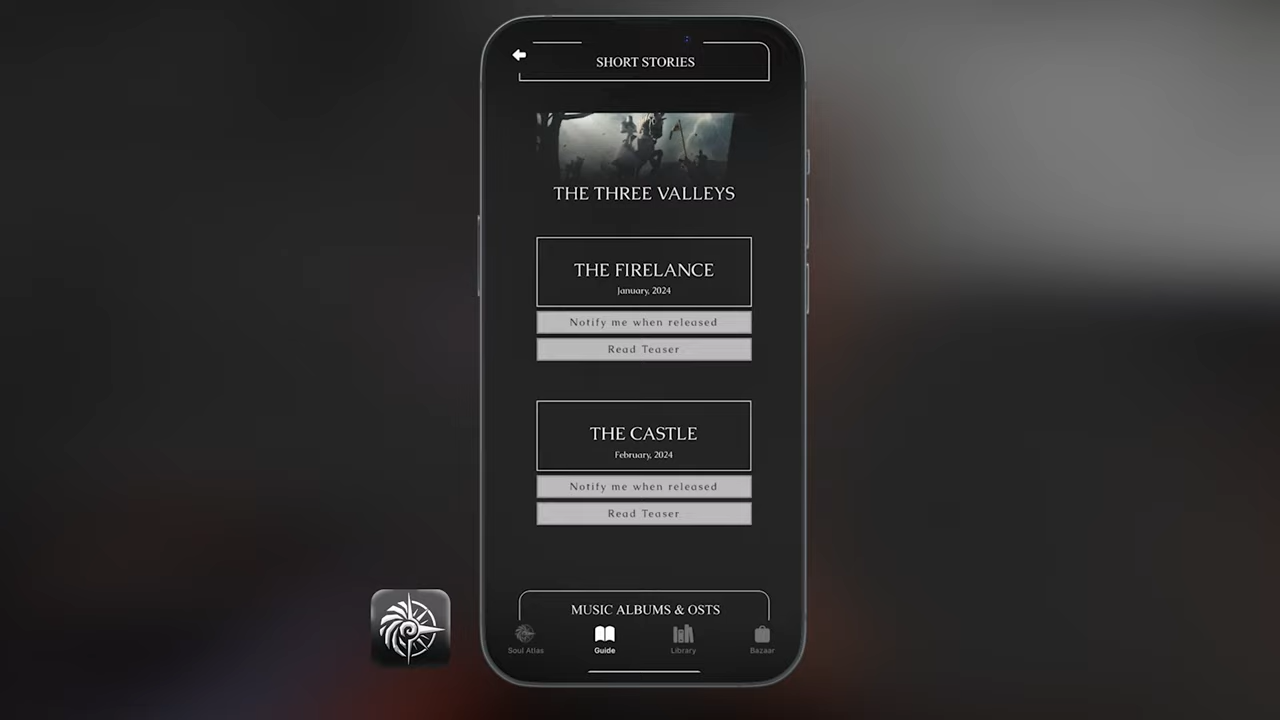 SHORT STORIES
THE THREE VALLEYS
THE FIRELANCE
January, 2024
Notify me when released
Read Teaser
THE CASTLE
February, 2024
Notify me when released
Read Teaser
MUSIC ALBUMS & OSTS
Soul Atlas Guide Library Bazaar